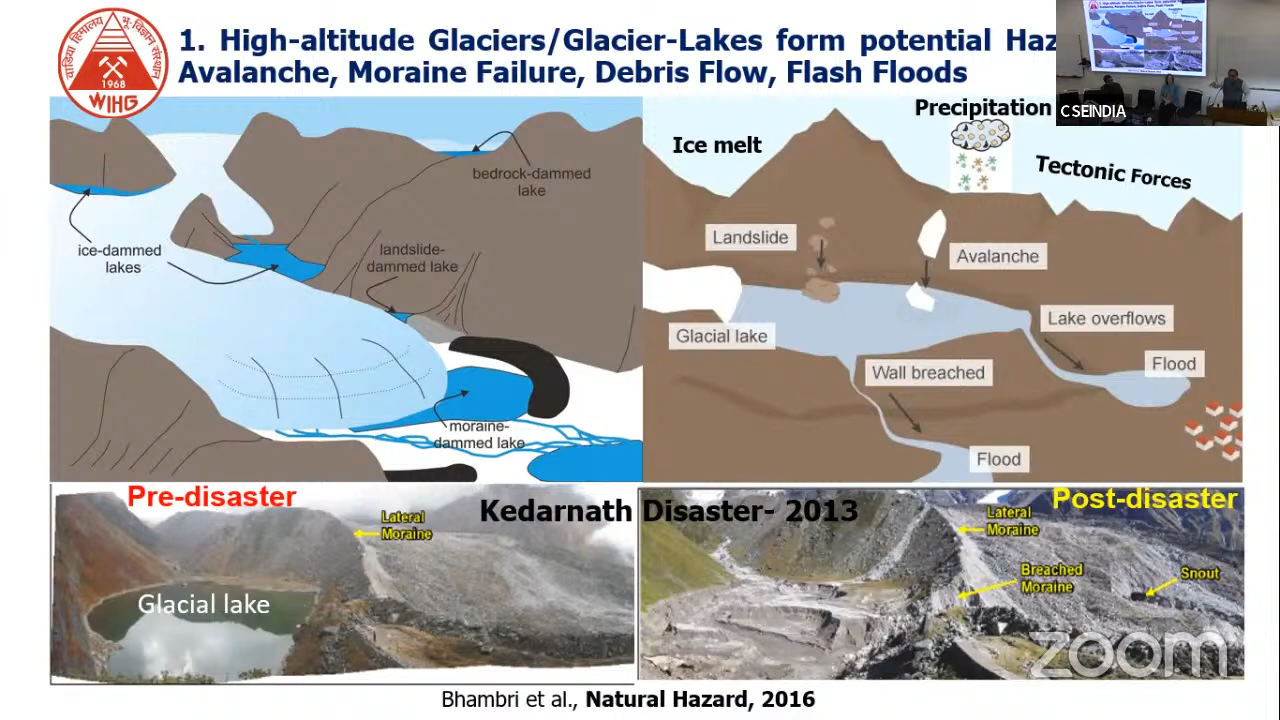 वाडिया हिमालय भू-विज्ञान संस्थान
1968
WIHG
1. High-altitude Glaciers/Glacier-Lakes form potential Haz
Avalanche, Moraine Failure, Debris Flow, Flash Floods
CSEINDIA
bedrock-dammed
lake
ice-dammed
lakes
landslide-
dammed lake
moraine-
dammed lake
Precipitation
Ice melt
Tectonic Forces
Landslide
Avalanche
Glacial lake
Lake overflows
Wall breached
Flood
Flood
Pre-disaster
Kedarnath Disaster- 2013
Post-disaster
Lateral
Moraine
Glacial lake
Lateral
Moraine
Breached
Moraine
Snout
zoom
Bhambri et al., Natural Hazard, 2016